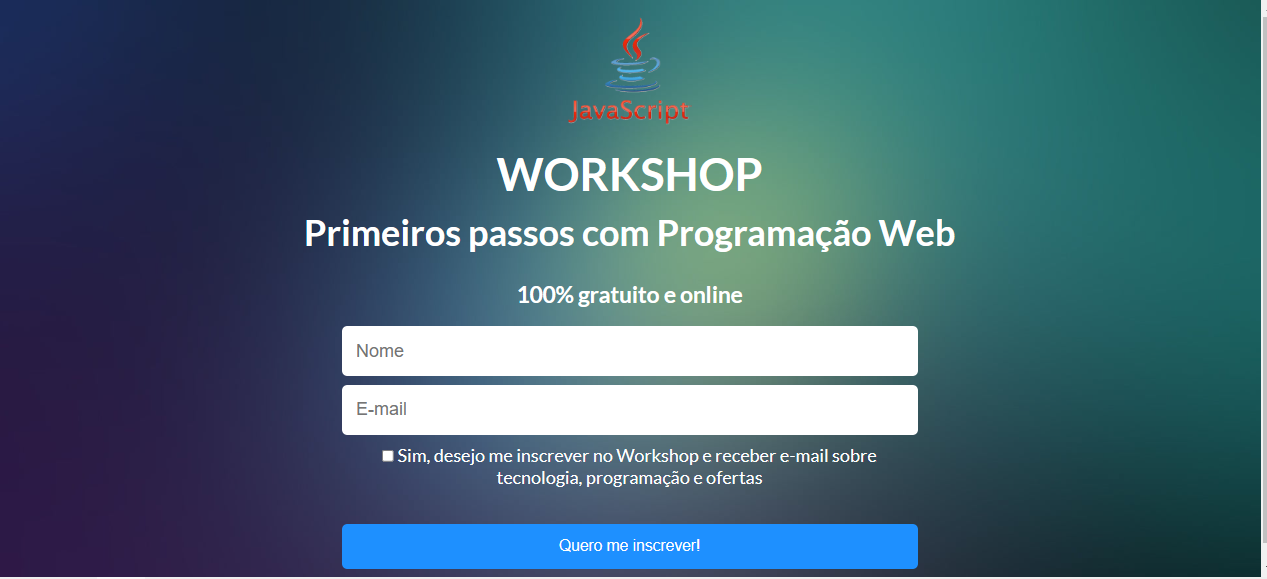 JavaScript
WORKSHOP
Primeiros passos com Programação Web
100% gratuito e online
Nome
E-mail
Sim, desejo me inscrever no Workshop e receber e-mail sobre
tecnologia, programação e ofertas
Quero me inscrever!